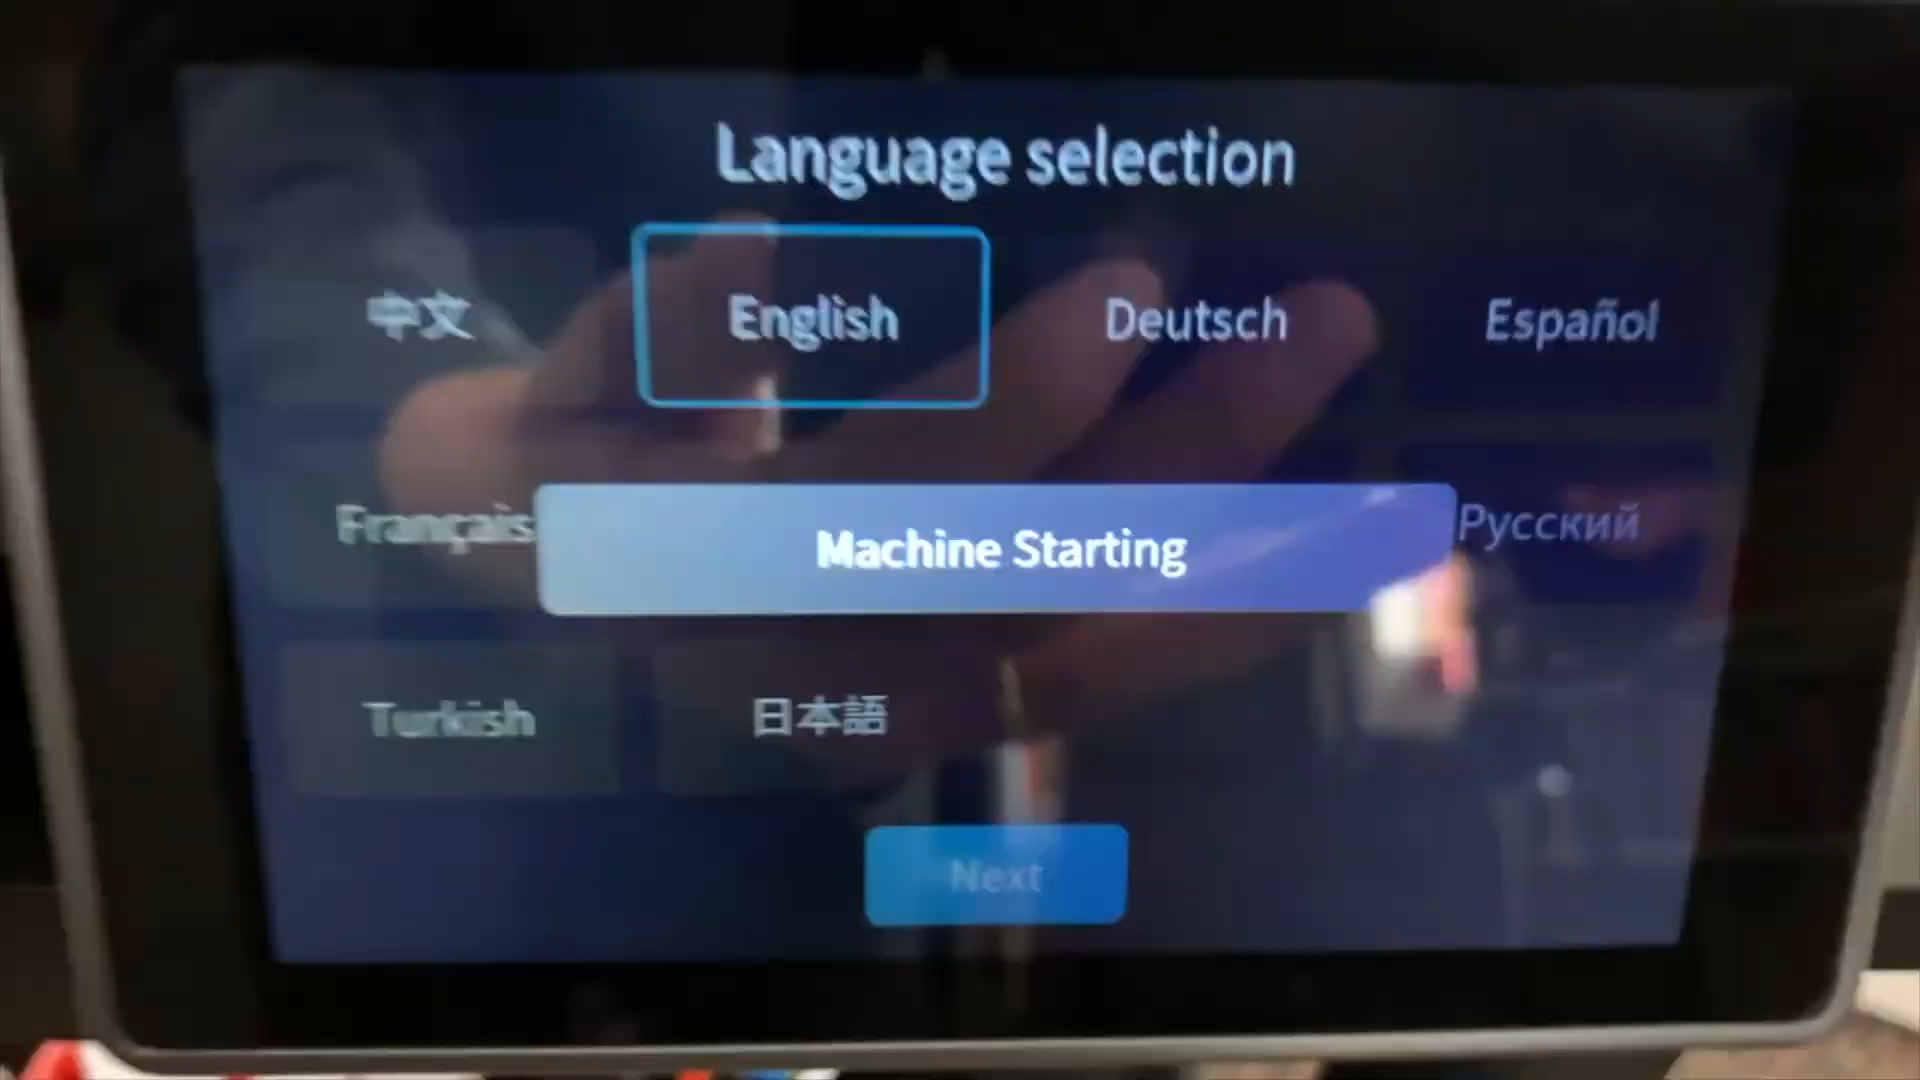 Language selection
中文 English Deutsch Español
Français Machine Starting Русский
Turkish 日本語
Next